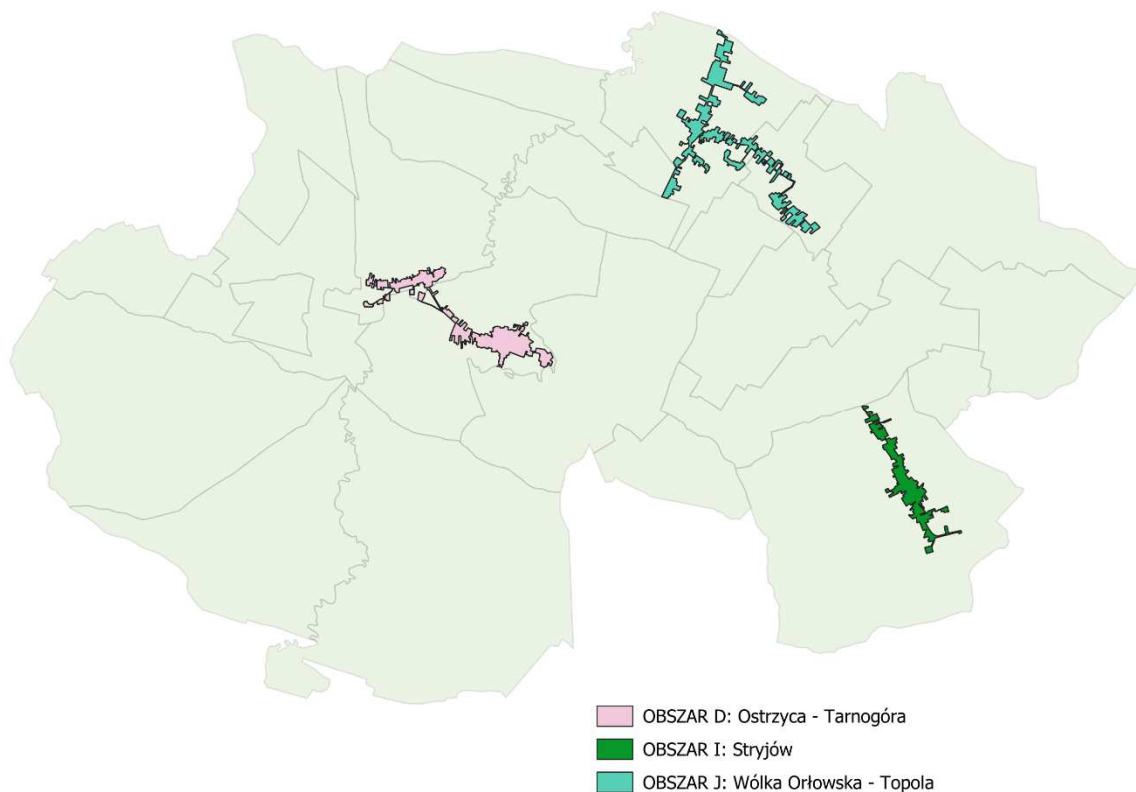 OBSZAR D: Ostrzyca - Tarnogóra
OBSZAR I: Stryjów
OBSZAR J: Wólka Orłowska - Topola